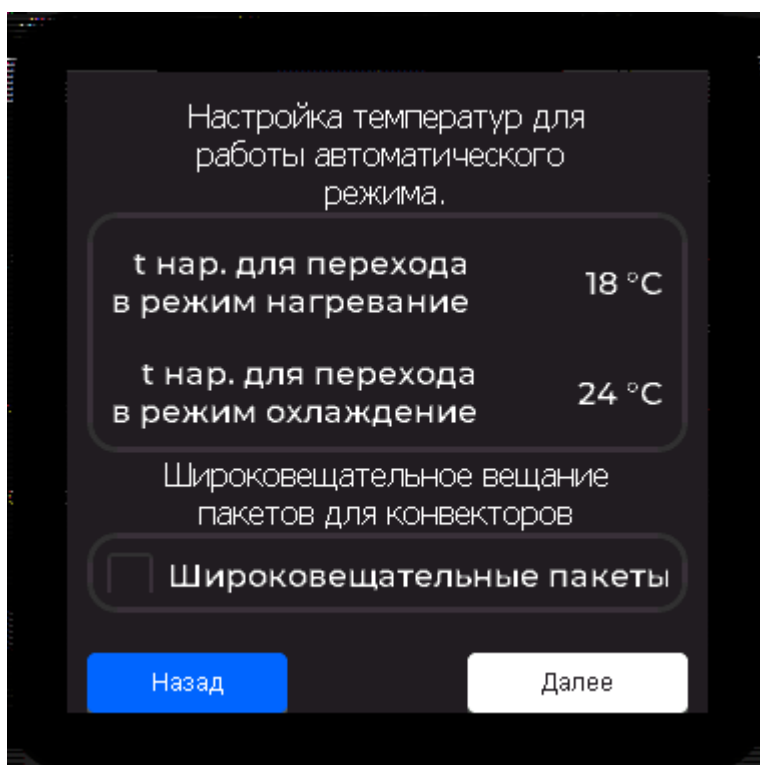 Настройка температур для
работы автоматического
режима.
t нар. для перехода
в режим нагревание
18 °C
t нар. для перехода
в режим охлаждение
24 °C
Широковещательное вещание
пакетов для конвекторов
Широковещательные пакеты
Назад
Далее